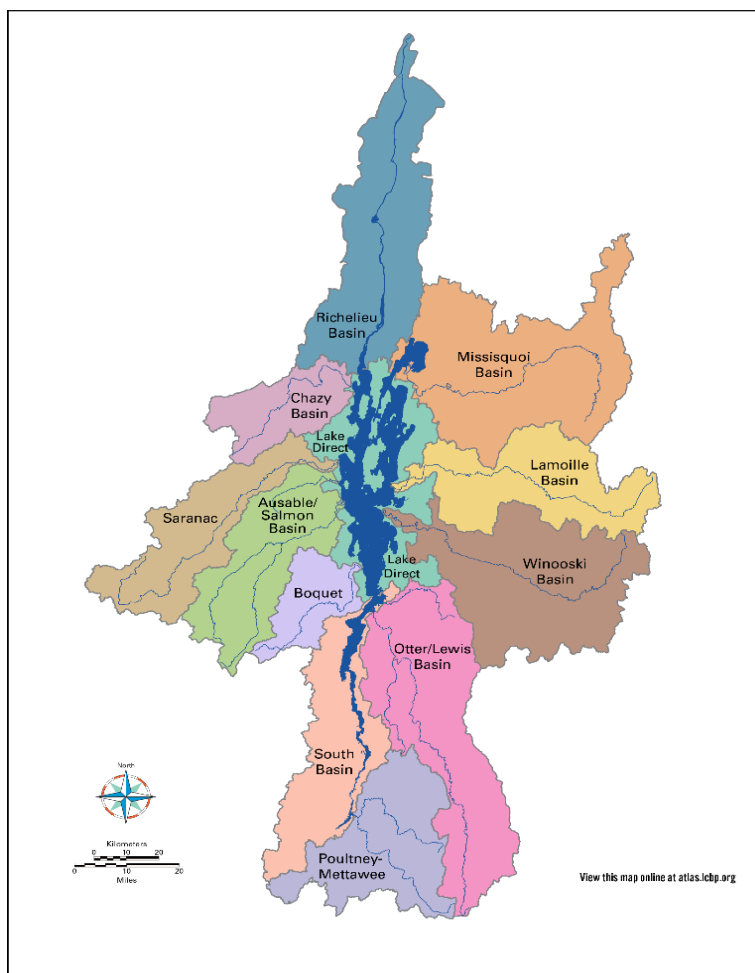 Richelieu
Basin
Missisquoi
Basin
Chazy
Basin
Lake
Direct
Lamoille
Basin
Saranac
Ausable/
Salmon
Basin
Winooski
Basin
Lake
Direct
Boquet
Otter/Lewis
Basin
South
Basin
North
Poultney-
Mettawee
Kilometers
0 10 20
0 10 20
Miles
View this map online at atlas.lcbp.org